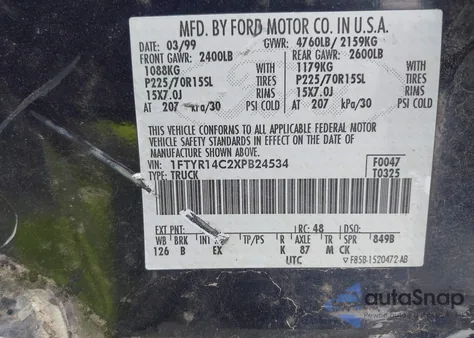 MFD. BY FORD MOTOR CO. IN U.S.A.
DATE: 03/99 GVWR: 4760LB/ 2159KG
FRONT GAWR: 2400LB REAR GAWR: 2600LB
1088KG 1179KG
P225/70R15SL P225/70R15SL
15X7.0J TIRES 15X7.0J TIRES
RIMS RIMS
AT 207 kPa/30 PSI COLD AT 207 kPa/30 PSI COLD
THIS VEHICLE CONFORMS TO ALL APPLICABLE FEDERAL MOTOR
VEHICLE SAFETY STANDARDS IN EFFECT ON THE DATE OF
MANUFACTURE SHOWN ABOVE.
VIN: 1FTYR14C2XPB24534 F0047
TYPE: TRUCK T0325
EXT PNT: RC: 48 DSO:
WB BRK INT TP/PS R AXLE TR SPR 849B
126 B EX K 87 M CK
UTC F85B-1520472-AB
autoSnap